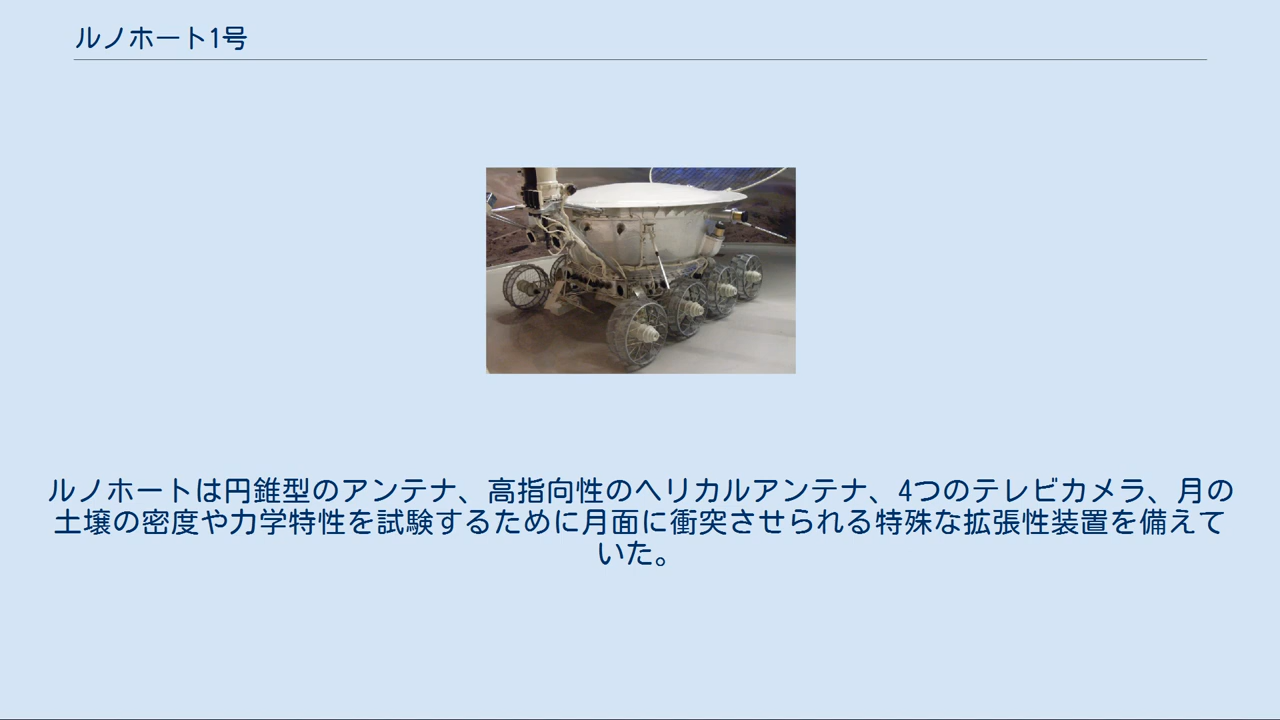 ルノホート1号
ルノホートは円錐型のアンテナ、高指向性のヘリカルアンテナ、4つのテレビカメラ、月の
土壌の密度や力学特性を試験するために月面に衝突させられる特殊な拡張性装置を備えて
いた。